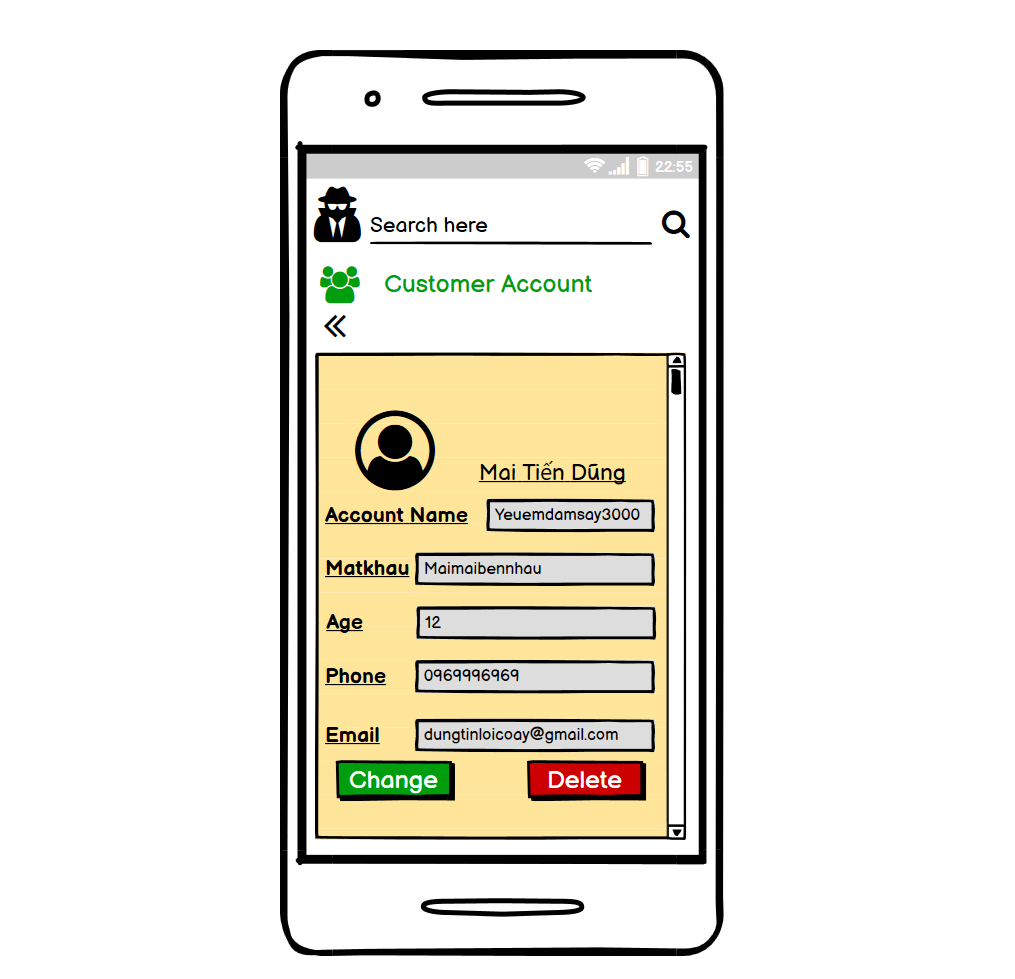 22:55
Search here
Customer Account
Mai Tiến Dũng
Account Name Yeuemdamsay3000
Matkhau Maimaibennhau
Age 12
Phone 0969996969
Email dungtinloicoay@gmail.com
Change Delete